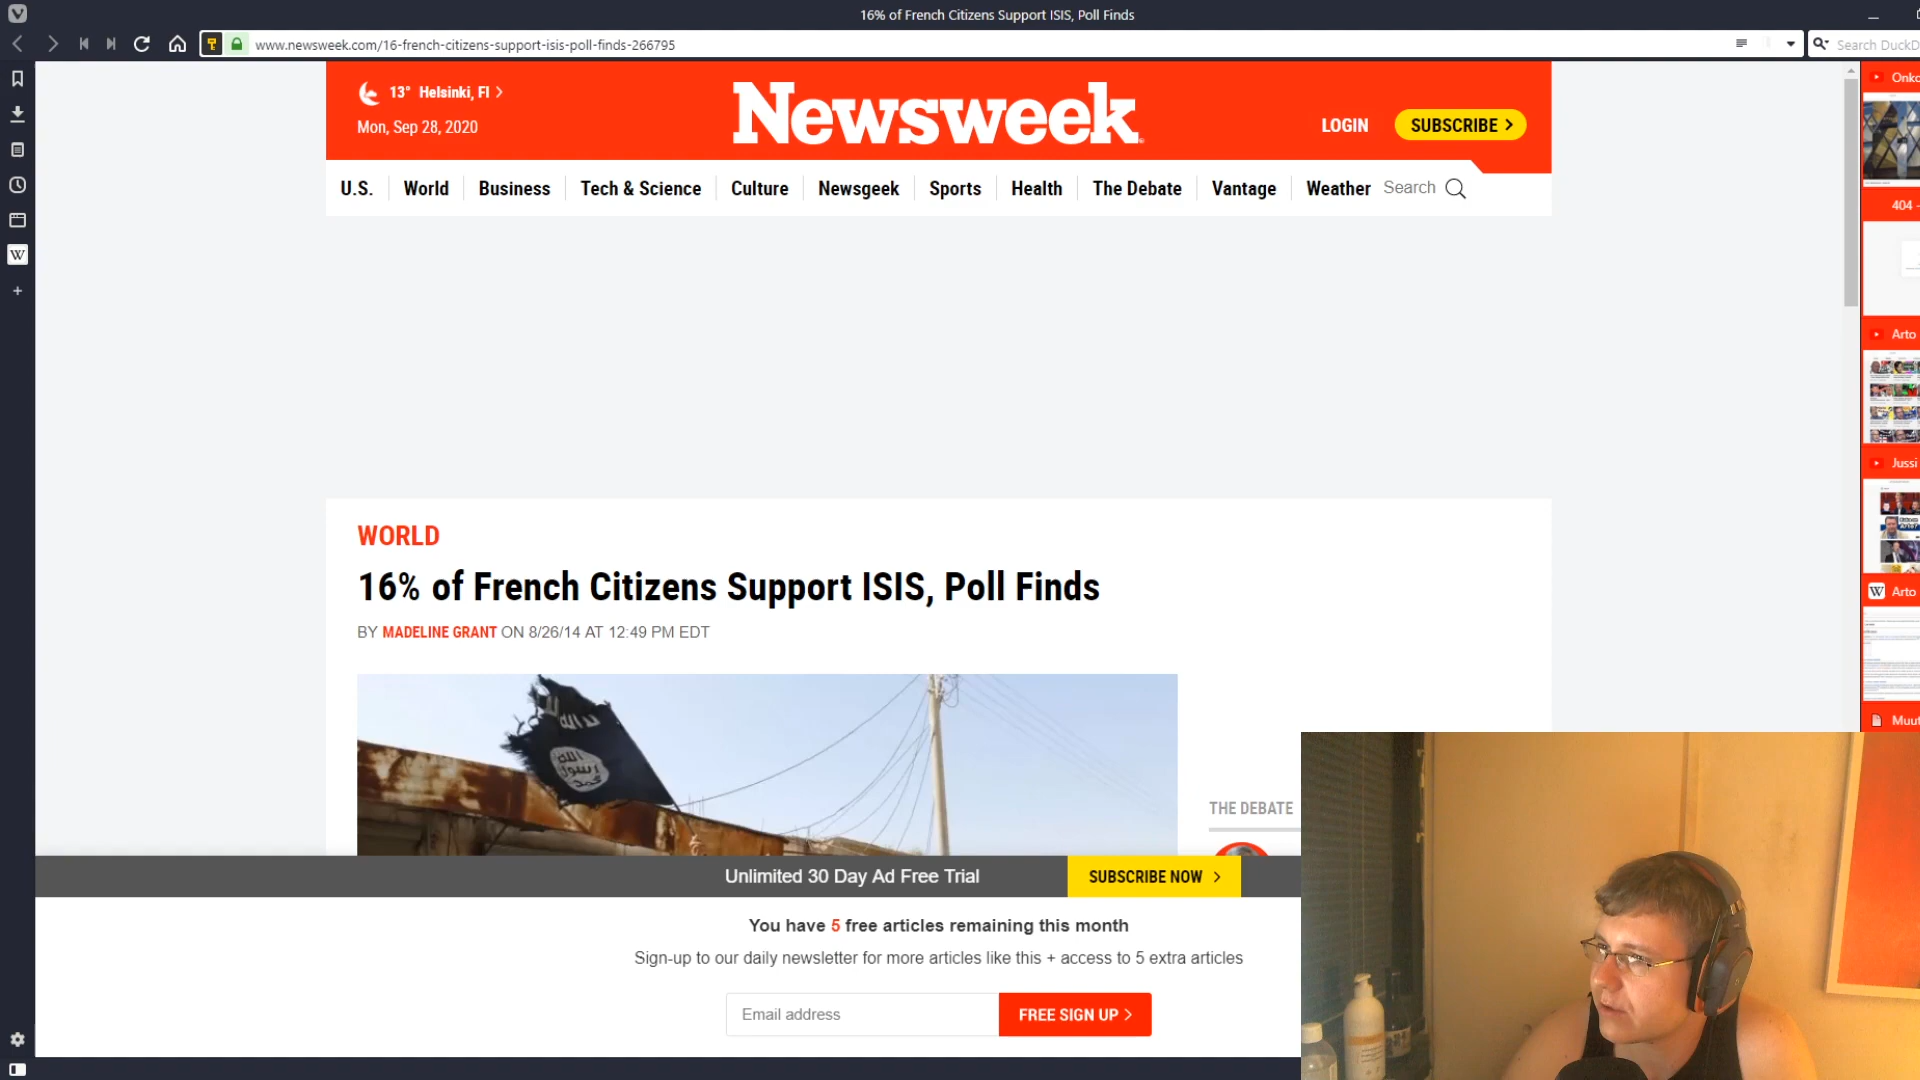 16% of French Citizens Support ISIS, Poll Finds
www.newsweek.com/16-french-citizens-support-isis-poll-finds-266795
Search DuckD
13° Helsinki, FI
Mon, Sep 28, 2020
Newsweek
LOGIN
SUBSCRIBE
U.S. World Business Tech & Science Culture Newsgeek Sports Health The Debate Vantage Weather Search
Onko
404 -
Arto
Jussi
W Arto
Muut
W
WORLD
16% of French Citizens Support ISIS, Poll Finds
BY MADELINE GRANT ON 8/26/14 AT 12:49 PM EDT
الله
رسول
محمد
THE DEBATE
Unlimited 30 Day Ad Free Trial
SUBSCRIBE NOW
You have 5 free articles remaining this month
Sign-up to our daily newsletter for more articles like this + access to 5 extra articles
Email address
FREE SIGN UP